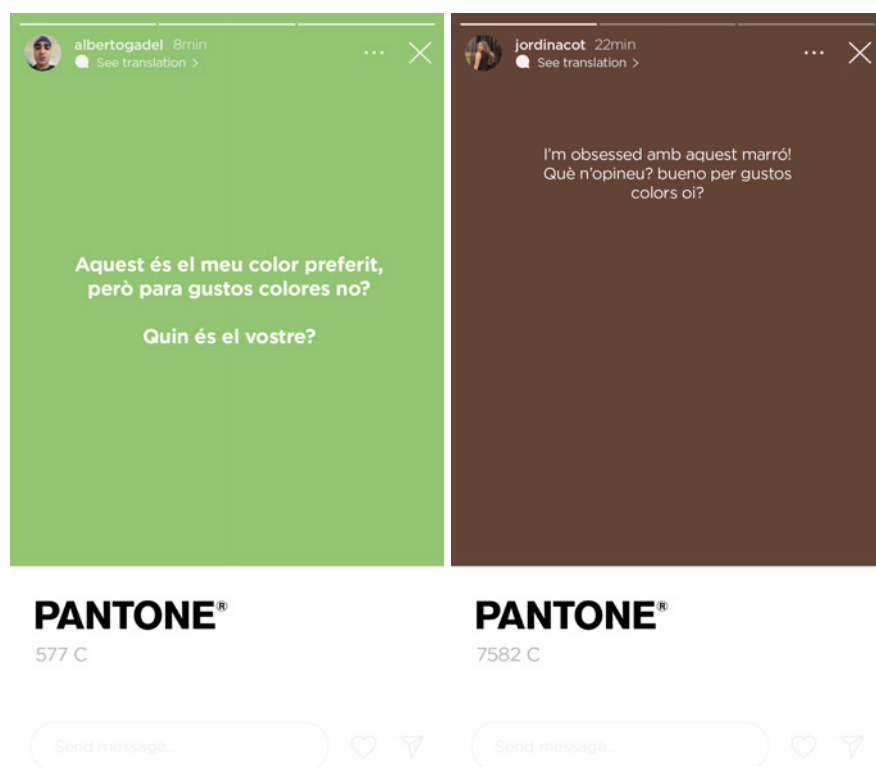 albertogadel 8min
See translation >
Aquest és el meu color preferit,
però para gustos colores no?
Quin és el vostre?
PANTONE®
577 C
Send message...
jordinacot 22min
See translation >
I'm obsessed amb aquest marró!
Què n'opineu? bueno per gustos
colors oi?
PANTONE®
7582 C
Send message...